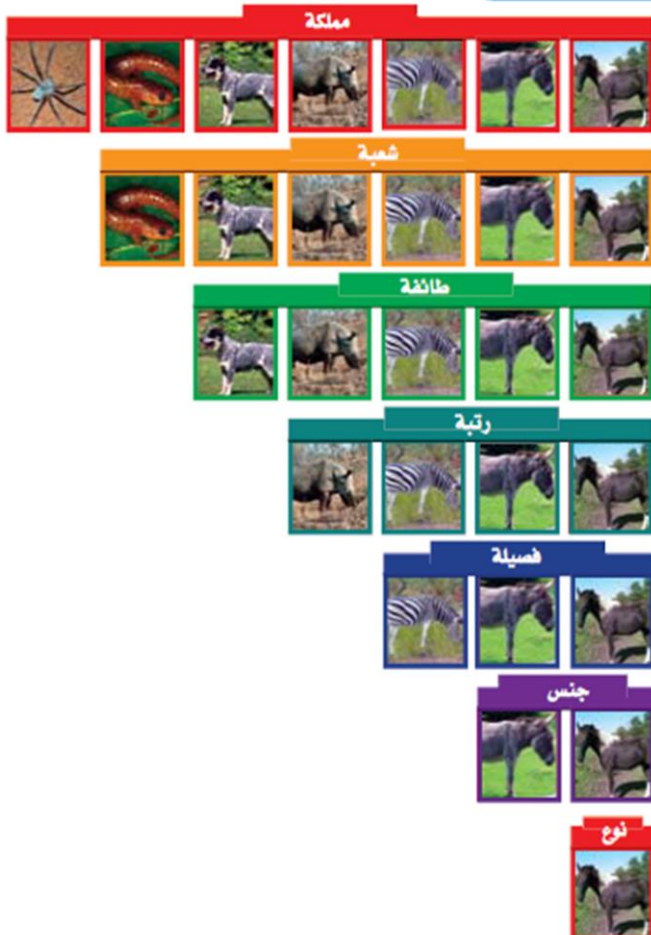 مملكة
شعبة
طائفة
رتبة
فصيلة
جنس
نوع